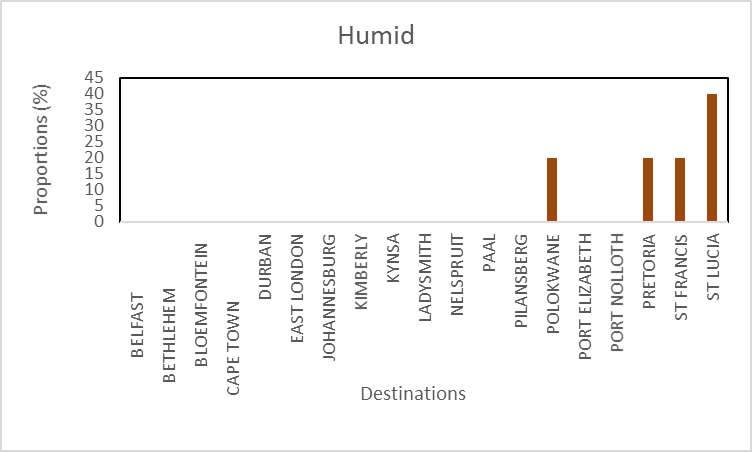 Humid
Proportions (%)
45
40
35
30
25
20
15
10
5
0
BELFAST
BETHLEHEM
BLOEMFONTEIN
CAPE TOWN
DURBAN
EAST LONDON
JOHANNESBURG
KIMBERLY
KYNSA
LADYSMITH
NELSPRUIT
PAAL
PILANSBERG
POLOKWANE
PORT ELIZABETH
PORT NOLLOTH
PRETORIA
ST FRANCIS
ST LUCIA
Destinations